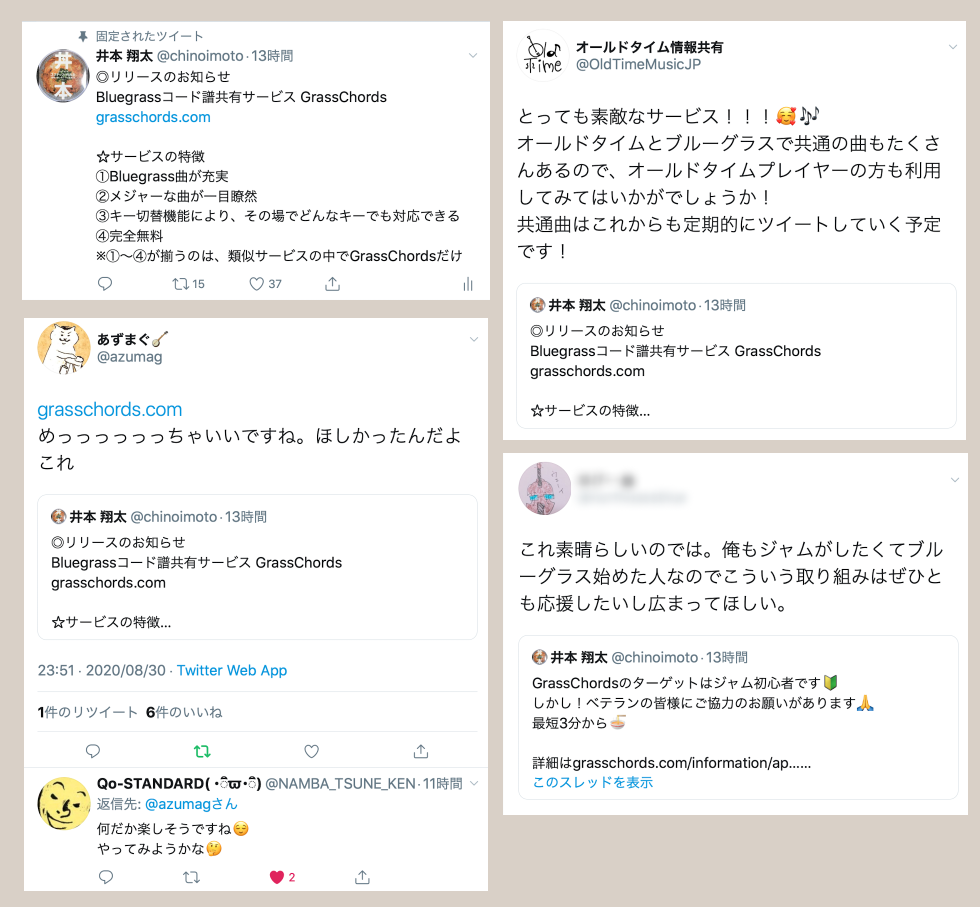 固定されたツイート
井本 翔太 @chinoimoto · 13時間
◎リリースのお知らせ
Bluegrassコード譜共有サービス GrassChords
grasschords.com
☆サービスの特徴
①Bluegrass曲が充実
②メジャーな曲が一目瞭然
③キー切替機能により、その場でどんなキーでも対応できる
④完全無料
※①〜④が揃うのは、類似サービスの中でGrassChordsだけ
15
37
井本
あずまぐ🪕
@azumag
grasschords.com
めっっっっっっちゃいいですね。ほしかったんだよ
これ
井本 翔太 @chinoimoto · 13時間
◎リリースのお知らせ
Bluegrassコード譜共有サービス GrassChords
grasschords.com
☆サービスの特徴...
23:51 · 2020/08/30 · Twitter Web App
1件のリツイート 6件のいいね
Qo-STANDARD( ･ὢϖ･ὢ) @NAMBA_TSUNE_KEN · 11時間
返信先: @azumagさん
何だか楽しそうですね😊
やってみようかな🤔
2
Old
Time
オールドタイム情報共有
@OldTimeMusicJP
とっても素敵なサービス！！！🥰🎶
オールドタイムとブルーグラスで共通の曲もたくさ
んあるので、オールドタイムプレイヤーの方も利用
してみてはいかがでしょうか！
共通曲はこれからも定期的にツイートしていく予定
です！
井本 翔太 @chinoimoto · 13時間
◎リリースのお知らせ
Bluegrassコード譜共有サービス GrassChords
grasschords.com
☆サービスの特徴...
これ素晴らしいのでは。俺もジャムがしたくてブル
ーグラス始めた人なのでこういう取り組みはぜひと
も応援したいし広まってほしい。
井本 翔太 @chinoimoto · 13時間
GrassChordsのターゲットはジャム初心者です🔰
しかし！ベテランの皆様にご協力のお願いがあります🙏
最短3分から🍜
詳細はgrasschords.com/information/ap......
このスレッドを表示